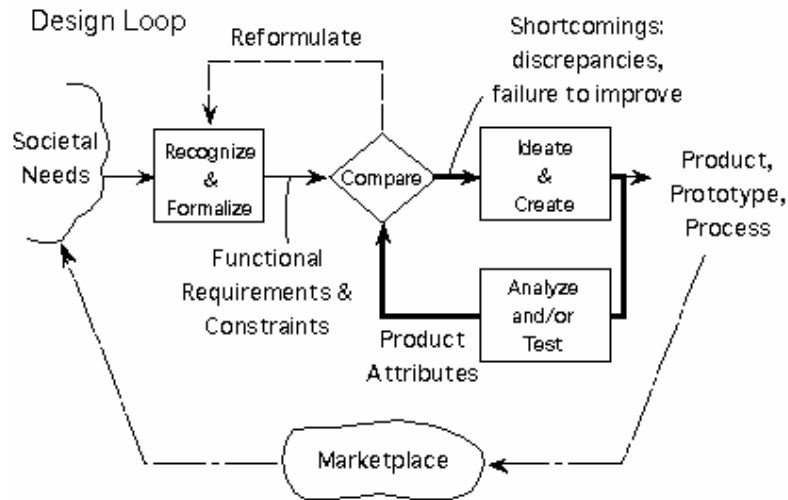 Design Loop
Reformulate
Shortcomings:
discrepancies,
failure to improve
Societal
Needs
Recognize
&
Formalize
Compare
Ideate
&
Create
Product,
Prototype,
Process
Functional
Requirements &
Constraints
Product
Attributes
Analyze
and/or
Test
Marketplace